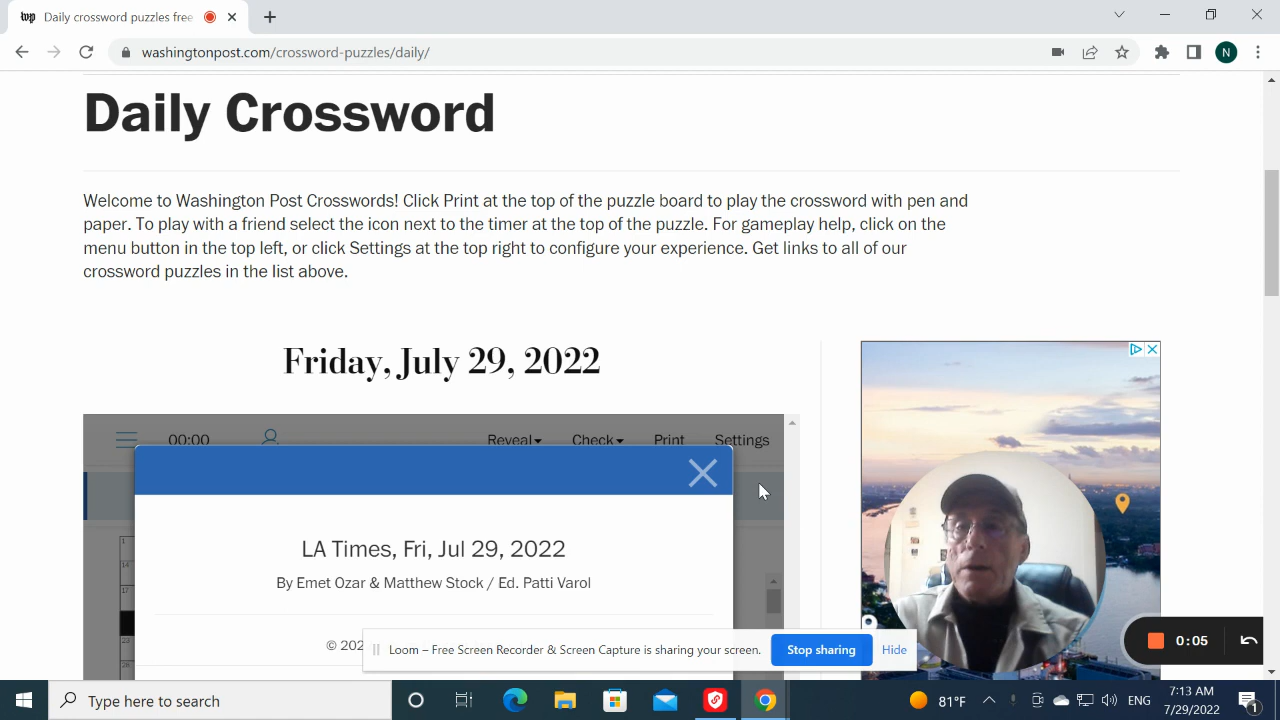 wp Daily crossword puzzles free
washingtonpost.com/crossword-puzzles/daily/
N
Daily Crossword
Welcome to Washington Post Crosswords! Click Print at the top of the puzzle board to play the crossword with pen and
paper. To play with a friend select the icon next to the timer at the top of the puzzle. For gameplay help, click on the
menu button in the top left, or click Settings at the top right to configure your experience. Get links to all of our
crossword puzzles in the list above.
Friday, July 29, 2022
00:00 Reveal Check Print Settings
LA Times, Fri, Jul 29, 2022
By Emet Ozar & Matthew Stock / Ed. Patti Varol
1
14
17
© 202
Loom – Free Screen Recorder & Screen Capture is sharing your screen. Stop sharing Hide
0:05
Type here to search
81°F ENG
7:13 AM
7/29/2022
1